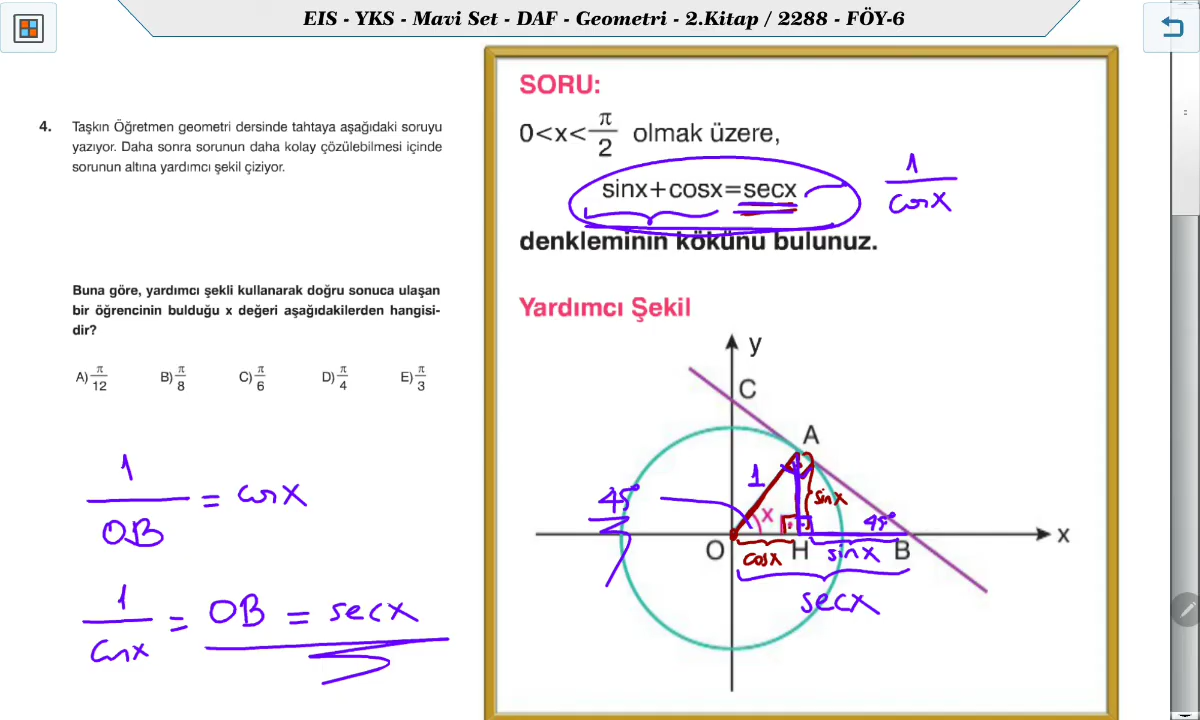 EIS - YKS - Mavi Set - DAF - Geometri - 2.Kitap / 2288 - FÖY-6
4. Taşkın Öğretmen geometri dersinde tahtaya aşağıdaki soruyu
yazıyor. Daha sonra sorunun daha kolay çözülebilmesi içinde
sorunun altına yardımcı şekil çiziyor.
Buna göre, yardımcı şekli kullanarak doğru sonuca ulaşan
bir öğrencinin bulduğu x değeri aşağıdakilerden hangisi-
dir?
A) π/12 B) π/8 C) π/6 D) π/4 E) π/3
1/OB = cosx
1/cosx = OB = secx
SORU:
0<x<π/2 olmak üzere,
sinx+cosx=secx
1/cosx
denkleminin kökünü bulunuz.
Yardımcı Şekil
y
C
A
1
45°
x
sinx
45°
x
O
H
B
cosx
sinx
secx